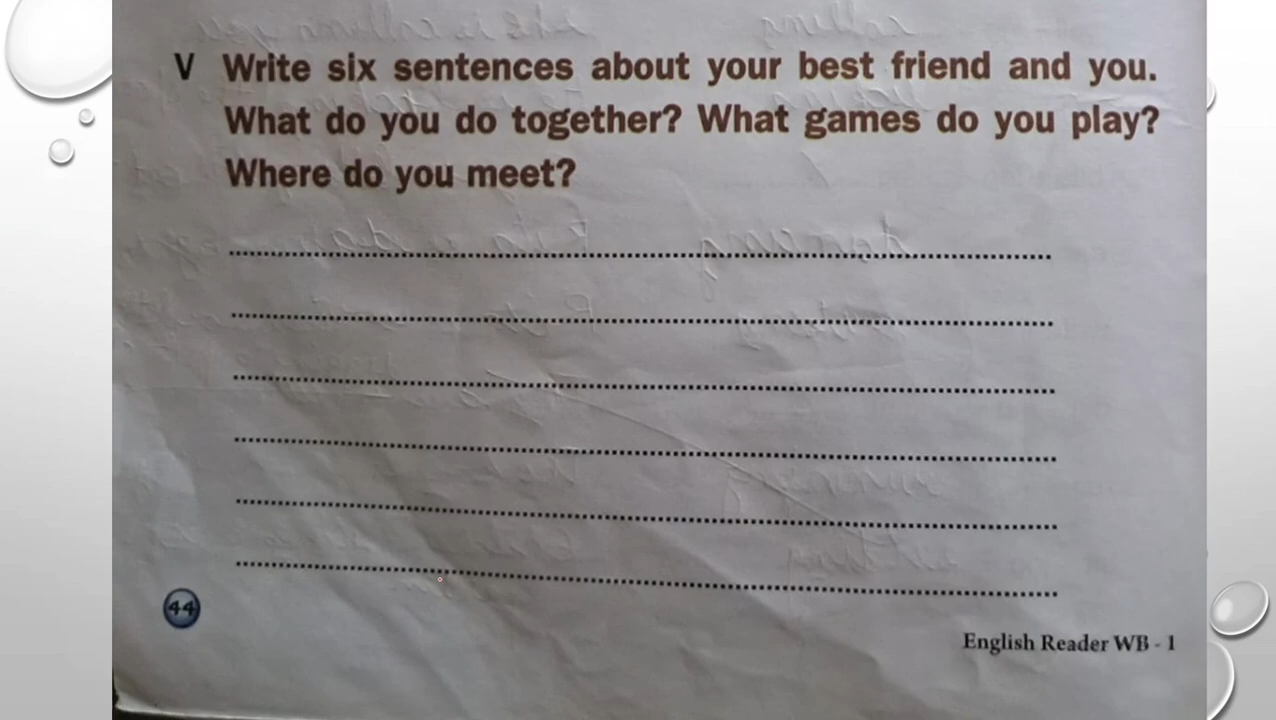 V Write six sentences about your best friend and you.
What do you do together? What games do you play?
Where do you meet?
44
English Reader WB - 1